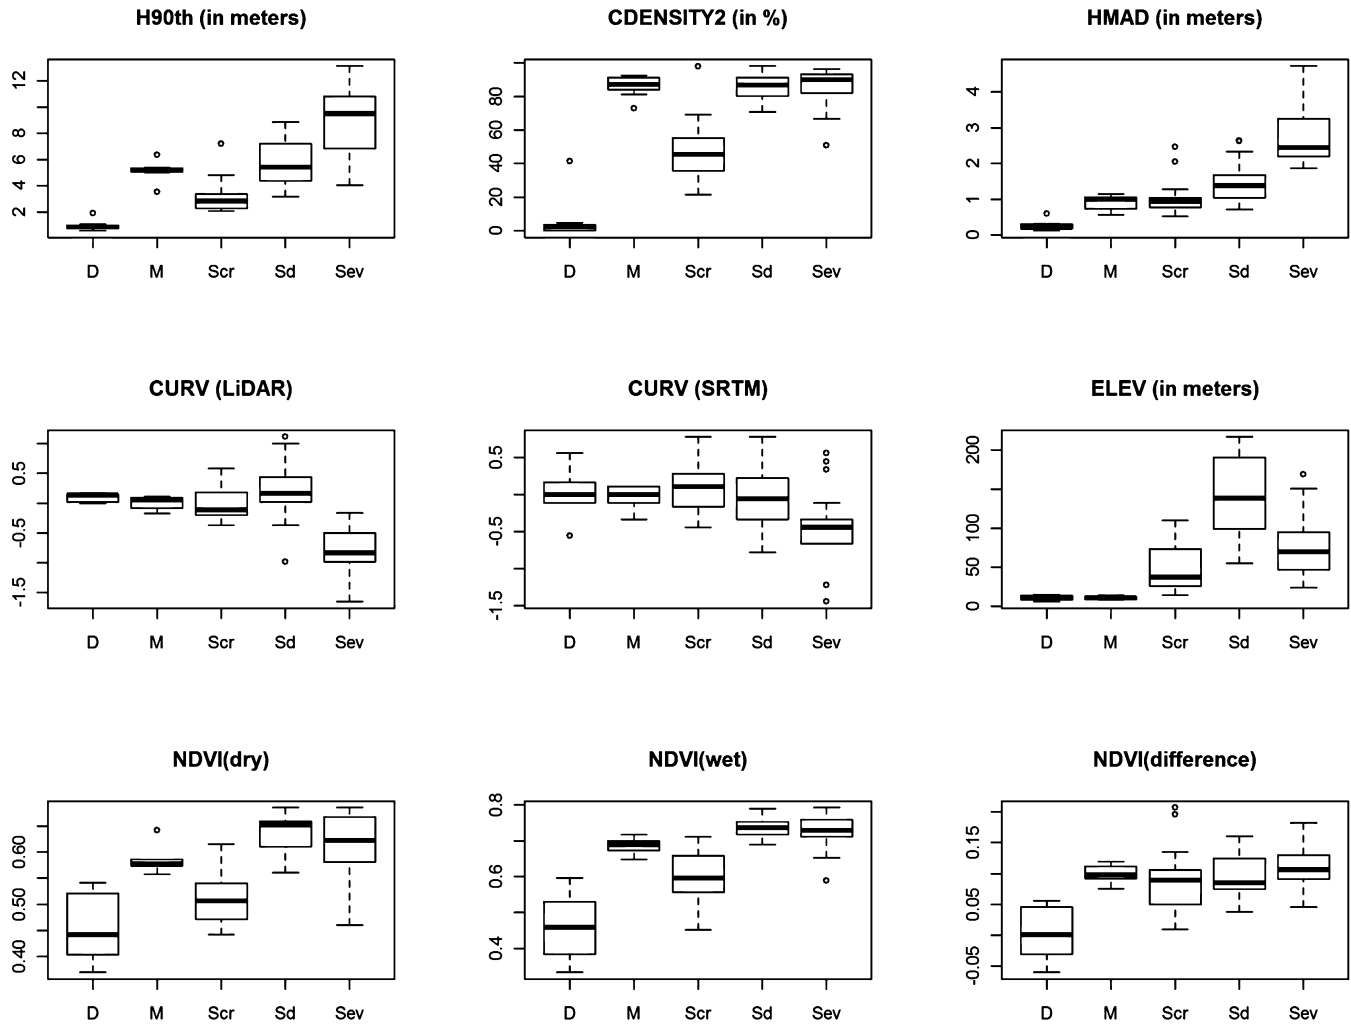 H90th (in meters) CDENSITY2 (in %) HMAD (in meters)
12
8
6
4
2
D M Scr Sd Sev
80
60
40
20
0
D M Scr Sd Sev
4
3
2
1
0
D M Scr Sd Sev
CURV (LiDAR) CURV (SRTM) ELEV (in meters)
0.5
-0.5
-1.5
D M Scr Sd Sev
0.5
-0.5
-1.5
D M Scr Sd Sev
200
100
50
0
D M Scr Sd Sev
NDVI(dry) NDVI(wet) NDVI(difference)
0.60
0.50
0.40
D M Scr Sd Sev
0.8
0.6
0.4
D M Scr Sd Sev
0.15
0.05
-0.05
D M Scr Sd Sev